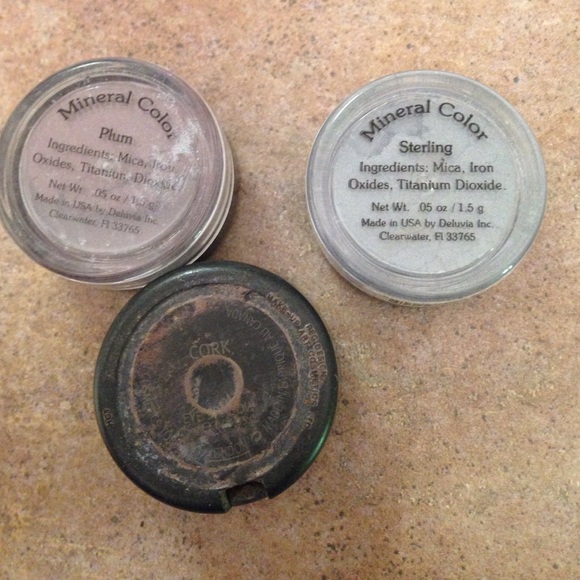 Mineral Color
Plum
Ingredients: Mica, Iron
Oxides, Titanium Dioxide.
Net Wt. .05 oz / 1.5 g
Made in USA by Deluvia Inc.
Clearwater, Fl 33765
Mineral Color
Sterling
Ingredients: Mica, Iron
Oxides, Titanium Dioxide.
Net Wt. .05 oz / 1.5 g
Made in USA by Deluvia Inc.
Clearwater, Fl 33765
CORK